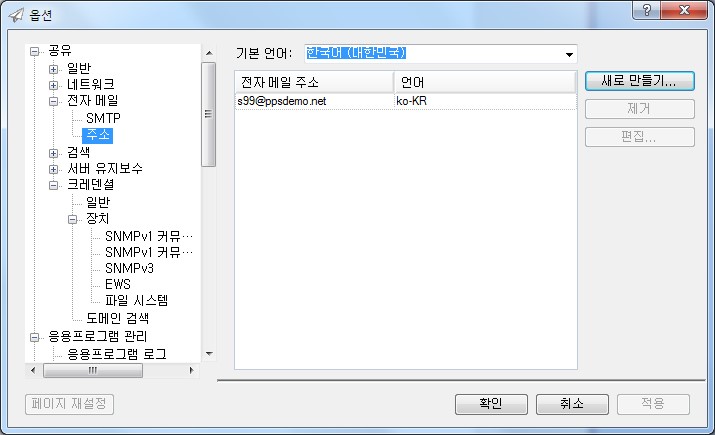 옵션
공유
일반
네트워크
전자 메일
SMTP
주소
검색
서버 유지보수
크레덴셜
일반
장치
SNMPv1 커뮤…
SNMPv1 커뮤…
SNMPv3
EWS
파일 시스템
도메인 검색
응용프로그램 관리
응용프로그램 로그
기본 언어: 한국어 (대한민국)
전자 메일 주소 언어
s99@ppsdemo.net ko-KR
새로 만들기...
제거
편집...
페이지 재설정
확인 취소 적용